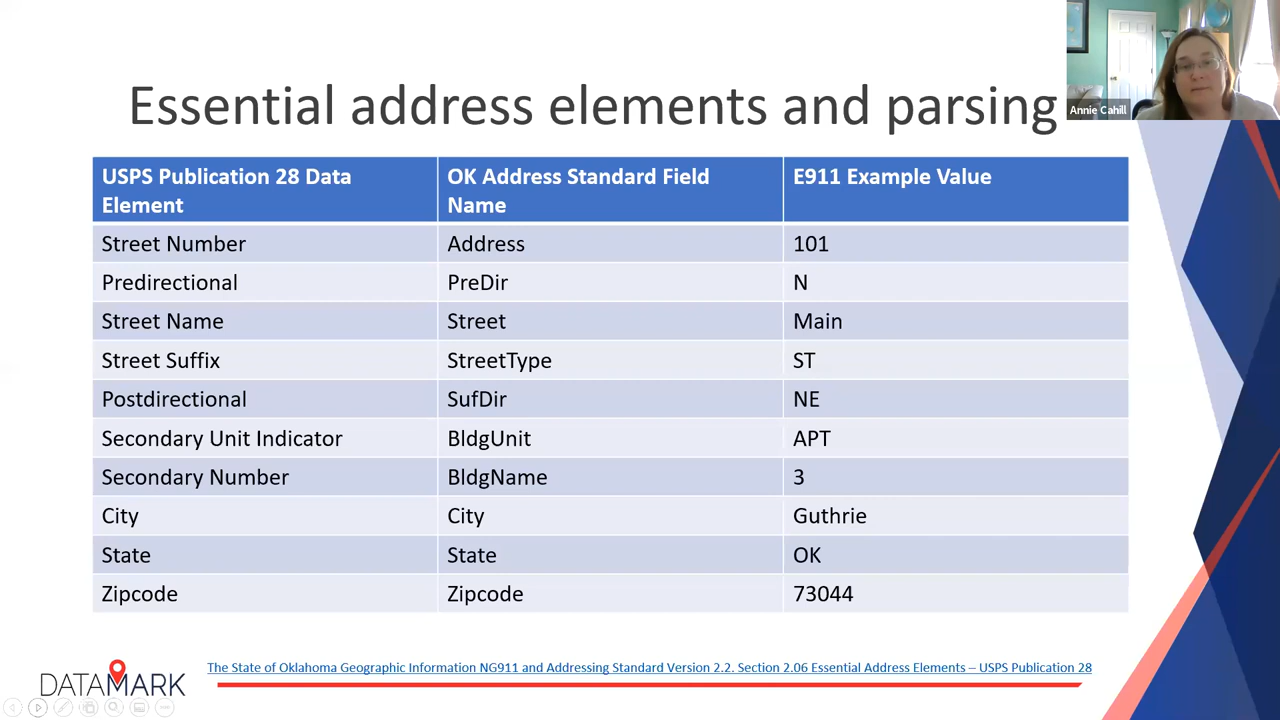 Essential address elements and parsing
Annie Cahill
USPS Publication 28 Data Element
OK Address Standard Field Name
E911 Example Value
Street Number
Address
101
Predirectional
PreDir
N
Street Name
Street
Main
Street Suffix
StreetType
ST
Postdirectional
SufDir
NE
Secondary Unit Indicator
BldgUnit
APT
Secondary Number
BldgName
3
City
City
Guthrie
State
State
OK
Zipcode
Zipcode
73044
DATAMARK
The State of Oklahoma Geographic Information NG911 and Addressing Standard Version 2.2. Section 2.06 Essential Address Elements – USPS Publication 28